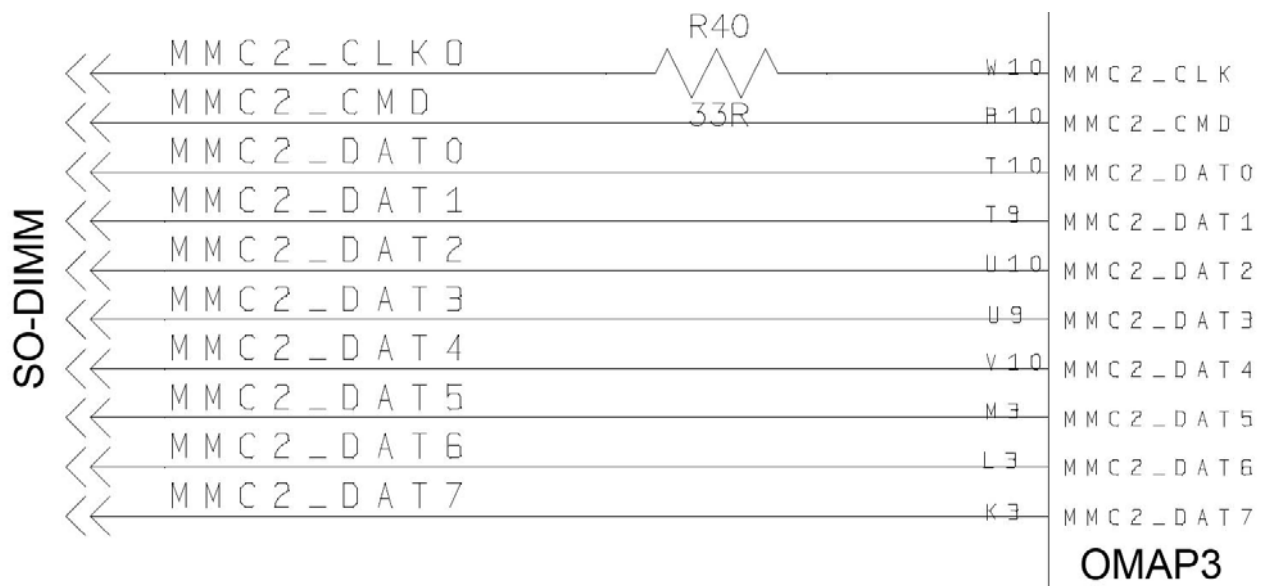 R40
MMC2_CLK0 W10 MMC2_CLK
33R
MMC2_CMD R10 MMC2_CMD
MMC2_DAT0 T10 MMC2_DAT0
MMC2_DAT1 T9 MMC2_DAT1
MMC2_DAT2 U10 MMC2_DAT2
MMC2_DAT3 U9 MMC2_DAT3
MMC2_DAT4 V10 MMC2_DAT4
MMC2_DAT5 M3 MMC2_DAT5
MMC2_DAT6 L3 MMC2_DAT6
MMC2_DAT7 K3 MMC2_DAT7
SO-DIMM
OMAP3